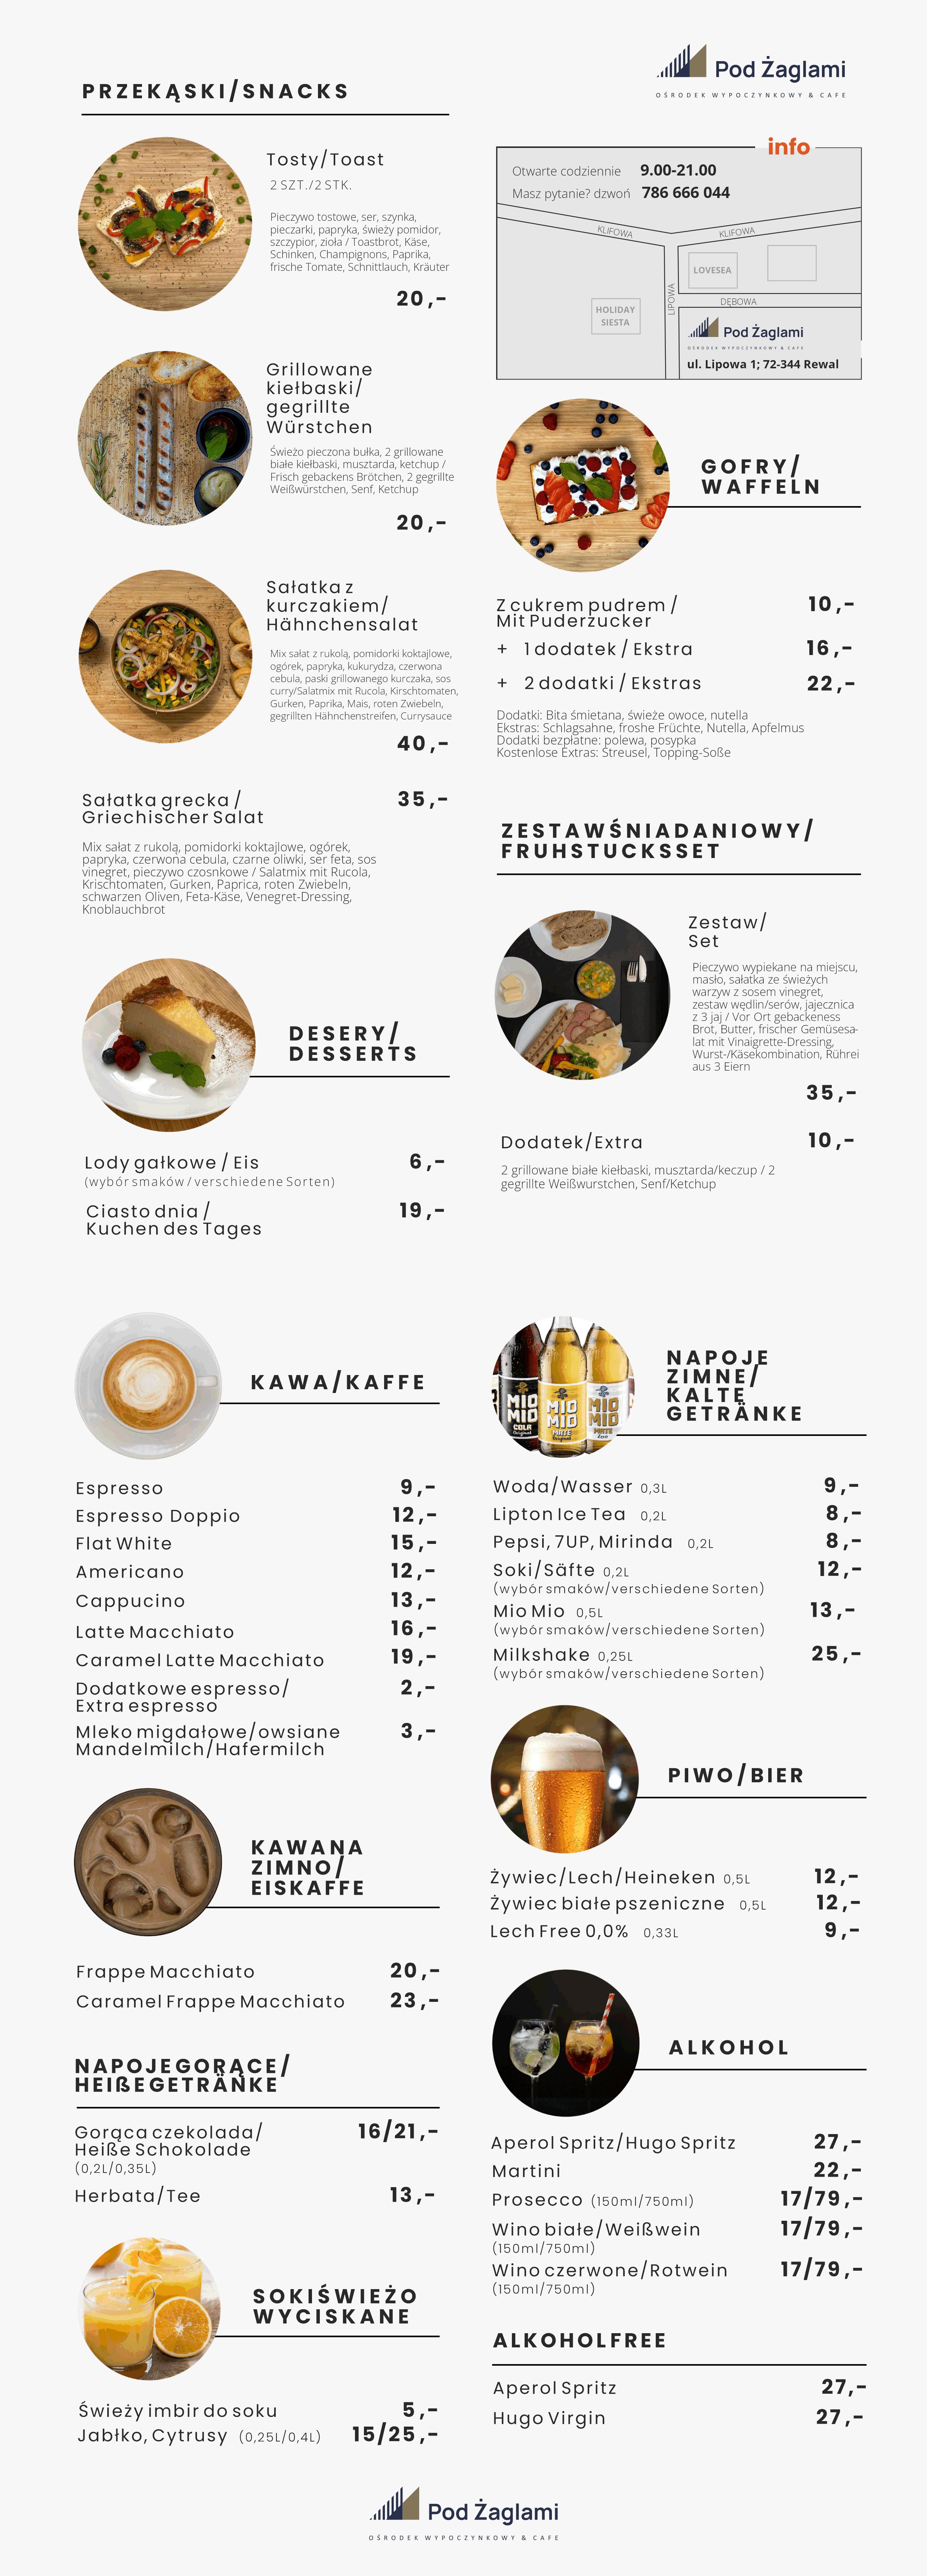 PRZEKĄSKI/SNACKS
Tosty/Toast
2 SZT./2 STK.
Pieczywo tostowe, ser, szynka,
pieczarki, papryka, świeży pomidor,
szczypior, zioła / Toastbrot, Käse,
Schinken, Champignons, Paprika,
frische Tomate, Schnittlauch, Kräuter
20,-
Grillowane
kiełbaski/
gegrillte
Würstchen
Świeżo pieczona bułka, 2 grillowane
białe kiełbaski, musztarda, ketchup /
Frisch gebackens Brötchen, 2 gegrillte
Weißwürstchen, Senf, Ketchup
20,-
Sałatka z
kurczakiem/
Hähnchensalat
Mix sałat z rukolą, pomidorki koktajlowe,
ogórek, papryka, kukurydza, czerwona
cebula, paski grillowanego kurczaka, sos
curry/Salatmix mit Rucola, Kirschtomaten,
Gurken, Paprika, Mais, roten Zwiebeln,
gegrillten Hähnchenstreifen, Currysauce
40,-
Sałatka grecka / 35,-
Griechischer Salat
Mix sałat z rukolą, pomidorki koktajlowe, ogórek,
papryka, czerwona cebula, czarne oliwki, ser feta, sos
vinegret, pieczywo czosnkowe / Salatmix mit Rucola,
Krischtomaten, Gurken, Paprica, roten Zwiebeln,
schwarzen Oliven, Feta-Käse, Venegret-Dressing,
Knoblauchbrot
DESERY/
DESSERTS
Lody gałkowe / Eis 6,-
(wybór smaków / verschiedene Sorten)
Ciasto dnia / 19,-
Kuchen des Tages
Pod Żaglami
OŚRODEK WYPOCZYNKOWY & CAFE
info
Otwarte codziennie 9.00-21.00
Masz pytanie? dzwoń 786 666 044
KLIFOWA
KLIFOWA
LOVESEA
LIPOWA
DĘBOWA
HOLIDAY
SIESTA
Pod Żaglami
OŚRODEK WYPOCZYNKOWY & CAFE
ul. Lipowa 1; 72-344 Rewal
GOFRY/
WAFFELN
Z cukrem pudrem / 10,-
Mit Puderzucker
+ 1 dodatek / Ekstra 16,-
+ 2 dodatki / Ekstras 22,-
Dodatki: Bita śmietana, świeże owoce, nutella
Ekstras: Schlagsahne, froshe Früchte, Nutella, Apfelmus
Dodatki bezpłatne: polewa, posypka
Kostenlose Extras: Streusel, Topping-Soße
ZESTAW ŚNIADANIOWY/
FRUHSTUCKSSET
Zestaw/
Set
Pieczywo wypiekane na miejscu,
masło, sałatka ze świeżych
warzyw z sosem vinegret,
zestaw wędlin/serów, jajecznica
z 3 jaj / Vor Ort gebackeness
Brot, Butter, frischer Gemüsesa-
lat mit Vinaigrette-Dressing,
Wurst-/Käsekombination, Rührei
aus 3 Eiern
35,-
Dodatek/Extra 10,-
2 grillowane białe kiełbaski, musztarda/keczup / 2
gegrillte Weißwurstchen, Senf/Ketchup
KAWA/KAFFE
Espresso 9,-
Espresso Doppio 12,-
Flat White 15,-
Americano 12,-
Cappucino 13,-
Latte Macchiato 16,-
Caramel Latte Macchiato 19,-
Dodatkowe espresso/ 2,-
Extra espresso
Mleko migdałowe/owsiane 3,-
Mandelmilch/Hafermilch
KAWA NA
ZIMNO/
EISKAFFE
Frappe Macchiato 20,-
Caramel Frappe Macchiato 23,-
NAPOJE GORĄCE/
HEIßE GETRÄNKE
Gorąca czekolada/ 16/21,-
Heiße Schokolade
(0,2L/0,35L)
Herbata/Tee 13,-
SOKI ŚWIEŻO
WYCISKANE
Świeży imbir do soku 5,-
Jabłko, Cytrusy (0,25L/0,4L) 15/25,-
MIO MIO COLA Original
MIO MIO MATE Original
MIO MIO MATE
NAPOJE
ZIMNE/
KALTE
GETRÄNKE
Woda/Wasser 0,3L 9,-
Lipton Ice Tea 0,2L 8,-
Pepsi, 7UP, Mirinda 0,2L 8,-
Soki/Säfte 0,2L 12,-
(wybór smaków/verschiedene Sorten)
Mio Mio 0,5L 13,-
(wybór smaków/verschiedene Sorten)
Milkshake 0,25L 25,-
(wybór smaków/verschiedene Sorten)
PIWO/BIER
Żywiec/Lech/Heineken 0,5L 12,-
Żywiec białe pszeniczne 0,5L 12,-
Lech Free 0,0% 0,33L 9,-
ALKOHOL
Aperol Spritz/Hugo Spritz 27,-
Martini 22,-
Prosecco (150ml/750ml) 17/79,-
Wino białe/Weißwein 17/79,-
(150ml/750ml)
Wino czerwone/Rotwein 17/79,-
(150ml/750ml)
ALKOHOLFREE
Aperol Spritz 27,-
Hugo Virgin 27,-
Pod Żaglami
OŚRODEK WYPOCZYNKOWY & CAFE